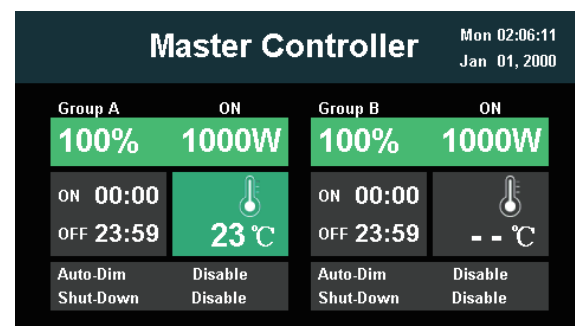 Master Controller
Mon 02:06:11
Jan 01, 2000
Group A ON
100% 1000W
ON 00:00
OFF 23:59
23 ℃
Auto-Dim Disable
Shut-Down Disable
Group B ON
100% 1000W
ON 00:00
OFF 23:59
- - ℃
Auto-Dim Disable
Shut-Down Disable